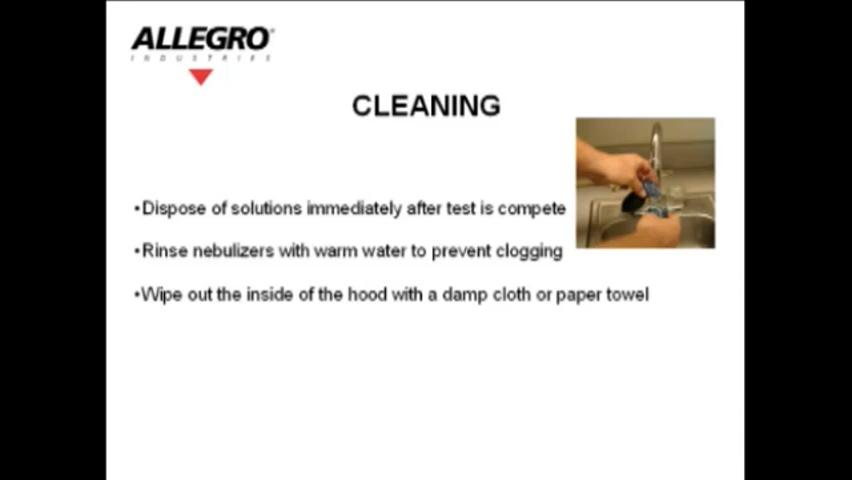 ALLEGRO®
INDUSTRIES
CLEANING
•Dispose of solutions immediately after test is compete
•Rinse nebulizers with warm water to prevent clogging
•Wipe out the inside of the hood with a damp cloth or paper towel